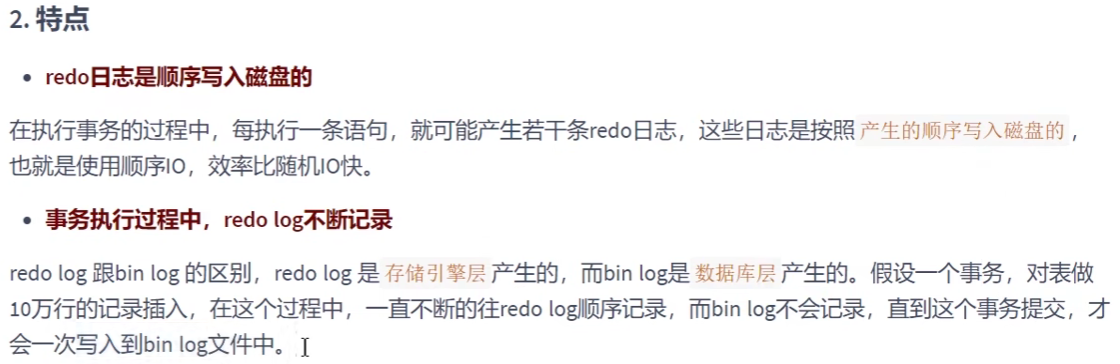 2. 特点
• redo日志是顺序写入磁盘的
在执行事务的过程中，每执行一条语句，就可能产生若干条redo日志，这些日志是按照 产生的顺序写入磁盘的 ，
也就是使用顺序IO，效率比随机IO快。
• 事务执行过程中，redo log不断记录
redo log 跟bin log 的区别，redo log 是 存储引擎层 产生的，而bin log是 数据库层 产生的。假设一个事务，对表做
10万行的记录插入，在这个过程中，一直不断的往redo log顺序记录，而bin log不会记录，直到这个事务提交，才
会一次写入到bin log文件中。